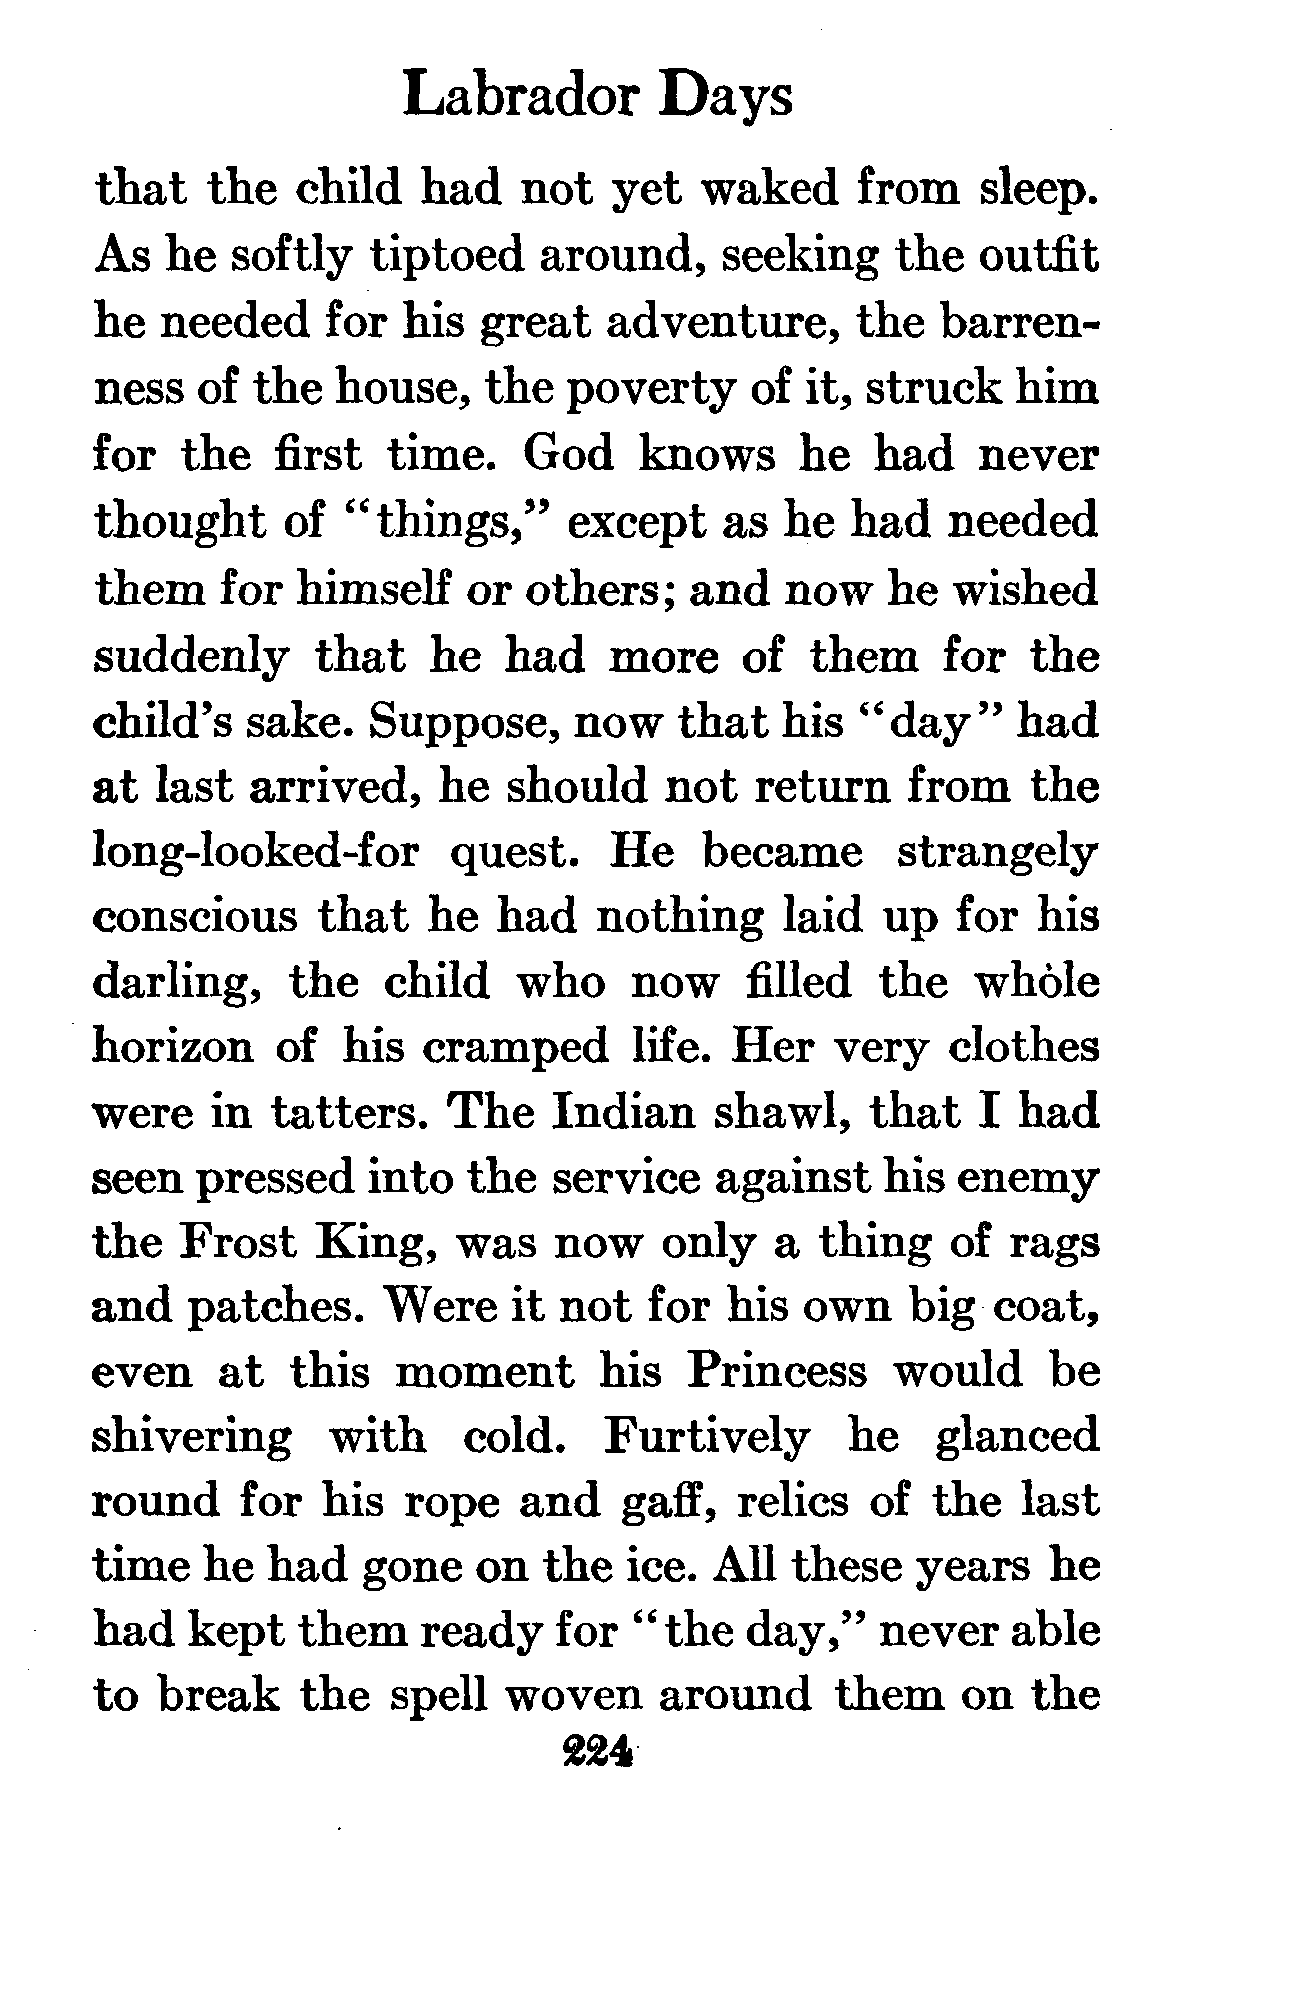 Labrador Days
that the child had not yet waked from sleep.
As he softly tiptoed around, seeking the outfit
he needed for his great adventure, the barren-
ness of the house, the poverty of it, struck him
for the first time. God knows he had never
thought of “things,” except as he had needed
them for himself or others; and now he wished
suddenly that he had more of them for the
child’s sake. Suppose, now that his “day” had
at last arrived, he should not return from the
long-looked-for quest. He became strangely
conscious that he had nothing laid up for his
darling, the child who now filled the whole
horizon of his cramped life. Her very clothes
were in tatters. The Indian shawl, that I had
seen pressed into the service against his enemy
the Frost King, was now only a thing of rags
and patches. Were it not for his own big coat,
even at this moment his Princess would be
shivering with cold. Furtively he glanced
round for his rope and gaff, relics of the last
time he had gone on the ice. All these years he
had kept them ready for “the day,” never able
to break the spell woven around them on the
224